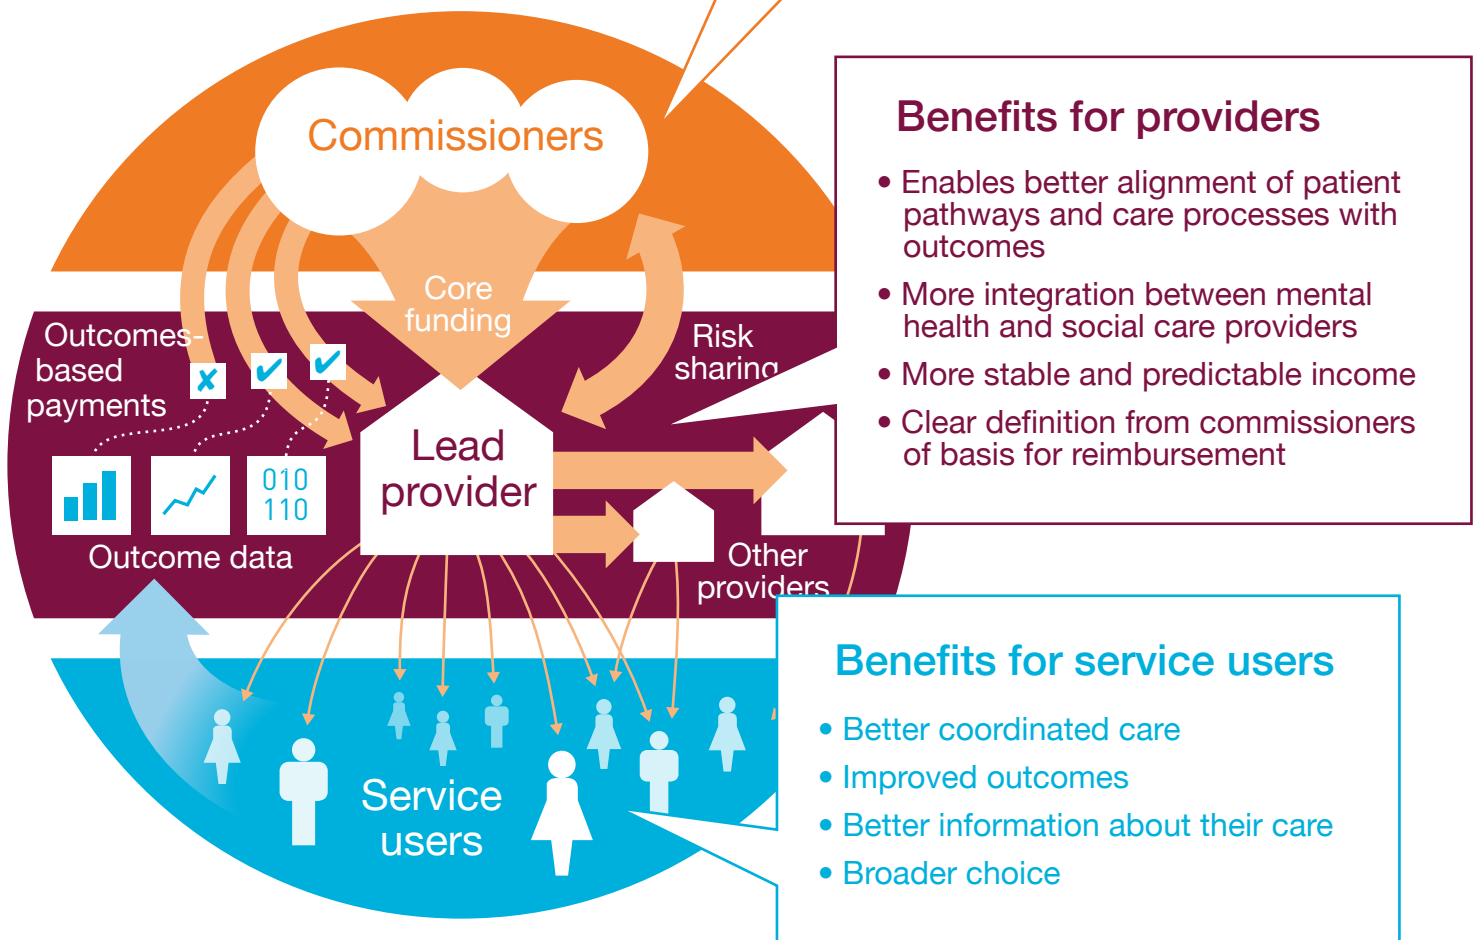 Commissioners
Core
funding
Outcomes-
based
payments
Risk
sharing
Lead
provider
010
110
Outcome data
Other
providers
Service
users
Benefits for providers
• Enables better alignment of patient
pathways and care processes with
outcomes
• More integration between mental
health and social care providers
• More stable and predictable income
• Clear definition from commissioners
of basis for reimbursement
Benefits for service users
• Better coordinated care
• Improved outcomes
• Better information about their care
• Broader choice